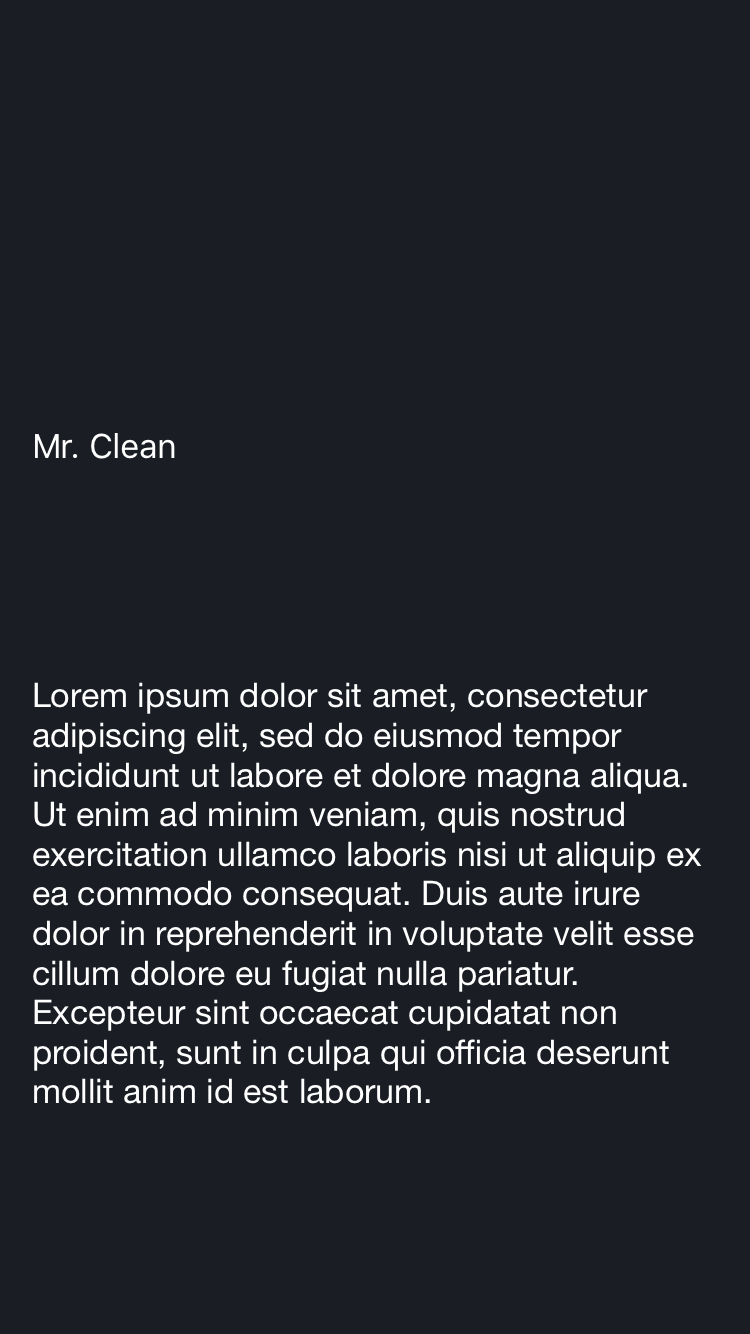 Mr. Clean
Lorem ipsum dolor sit amet, consectetur
adipiscing elit, sed do eiusmod tempor
incididunt ut labore et dolore magna aliqua.
Ut enim ad minim veniam, quis nostrud
exercitation ullamco laboris nisi ut aliquip ex
ea commodo consequat. Duis aute irure
dolor in reprehenderit in voluptate velit esse
cillum dolore eu fugiat nulla pariatur.
Excepteur sint occaecat cupidatat non
proident, sunt in culpa qui officia deserunt
mollit anim id est laborum.